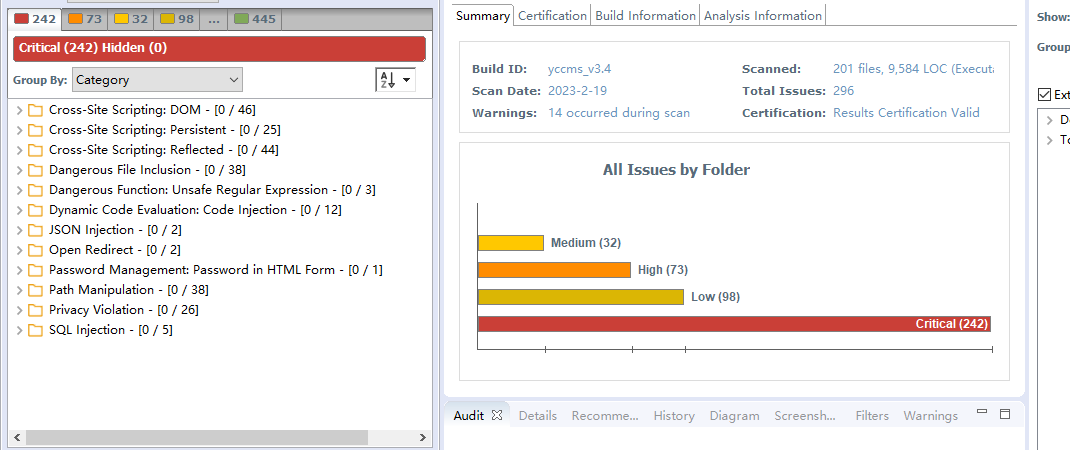 242 73 32 98 ... 445
Critical (242) Hidden (0)
Group By: Category
Cross-Site Scripting: DOM - [0 / 46]
Cross-Site Scripting: Persistent - [0 / 25]
Cross-Site Scripting: Reflected - [0 / 44]
Dangerous File Inclusion - [0 / 38]
Dangerous Function: Unsafe Regular Expression - [0 / 3]
Dynamic Code Evaluation: Code Injection - [0 / 12]
JSON Injection - [0 / 2]
Open Redirect - [0 / 2]
Password Management: Password in HTML Form - [0 / 1]
Path Manipulation - [0 / 38]
Privacy Violation - [0 / 26]
SQL Injection - [0 / 5]
Summary Certification Build Information Analysis Information
Build ID: yccms_v3.4
Scan Date: 2023-2-19
Warnings: 14 occurred during scan
Scanned: 201 files, 9,584 LOC (Execut
Total Issues: 296
Certification: Results Certification Valid
All Issues by Folder
Medium (32)
High (73)
Low (98)
Critical (242)
Audit Details Recomme... History Diagram Screensh... Filters Warnings
Show:
Group
Ext
D
To